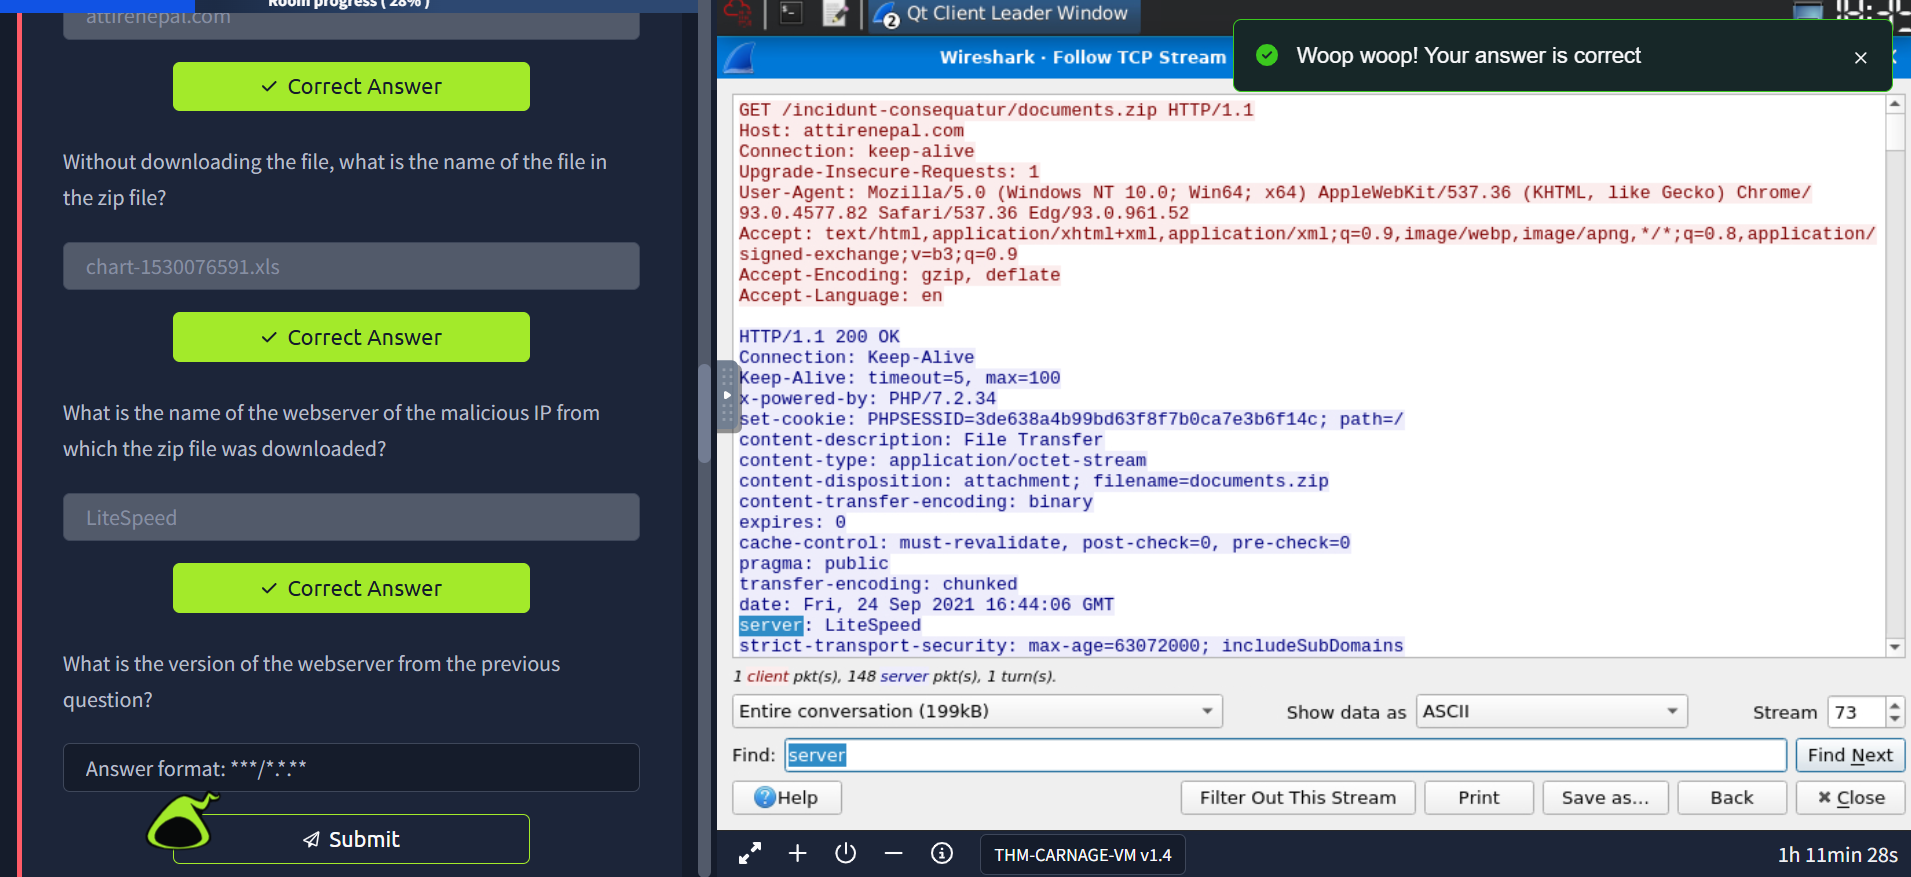 Room progress ( 28% )
attirenepal.com
Correct Answer
Without downloading the file, what is the name of the file in
the zip file?
chart-1530076591.xls
Correct Answer
What is the name of the webserver of the malicious IP from
which the zip file was downloaded?
LiteSpeed
Correct Answer
What is the version of the webserver from the previous
question?
Answer format: ***/*.*.**
Submit
2 Qt Client Leader Window
Wireshark · Follow TCP Stream
Woop woop! Your answer is correct
GET /incidunt-consequatur/documents.zip HTTP/1.1
Host: attirenepal.com
Connection: keep-alive
Upgrade-Insecure-Requests: 1
User-Agent: Mozilla/5.0 (Windows NT 10.0; Win64; x64) AppleWebKit/537.36 (KHTML, like Gecko) Chrome/
93.0.4577.82 Safari/537.36 Edg/93.0.961.52
Accept: text/html,application/xhtml+xml,application/xml;q=0.9,image/webp,image/apng,*/*;q=0.8,application/
signed-exchange;v=b3;q=0.9
Accept-Encoding: gzip, deflate
Accept-Language: en
HTTP/1.1 200 OK
Connection: Keep-Alive
Keep-Alive: timeout=5, max=100
x-powered-by: PHP/7.2.34
set-cookie: PHPSESSID=3de638a4b99bd63f8f7b0ca7e3b6f14c; path=/
content-description: File Transfer
content-type: application/octet-stream
content-disposition: attachment; filename=documents.zip
content-transfer-encoding: binary
expires: 0
cache-control: must-revalidate, post-check=0, pre-check=0
pragma: public
transfer-encoding: chunked
date: Fri, 24 Sep 2021 16:44:06 GMT
server: LiteSpeed
strict-transport-security: max-age=63072000; includeSubDomains
1 client pkt(s), 148 server pkt(s), 1 turn(s).
Entire conversation (199kB) Show data as ASCII Stream 73
Find: server Find Next
Help Filter Out This Stream Print Save as... Back Close
THM-CARNAGE-VM v1.4 1h 11min 28s